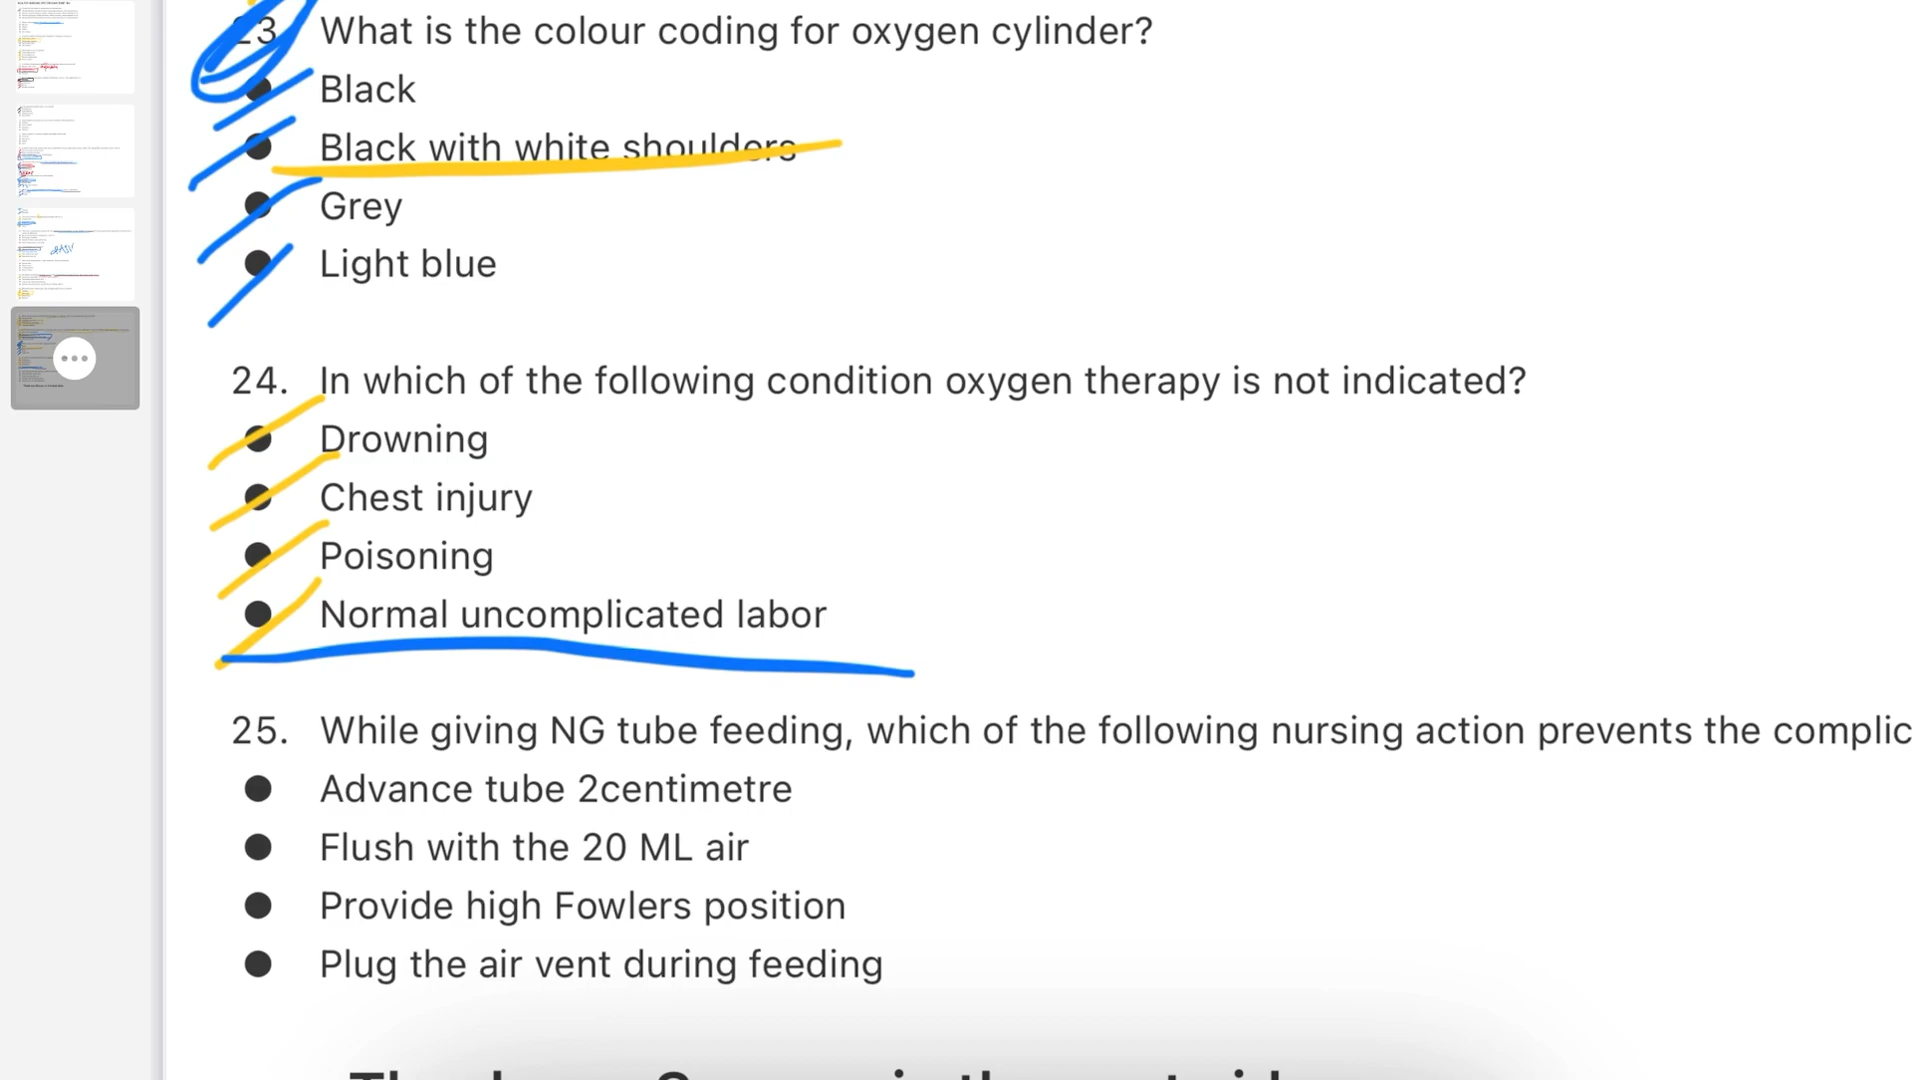 23 What is the colour coding for oxygen cylinder?
● Black
● Black with white shoulders
● Grey
● Light blue
24. In which of the following condition oxygen therapy is not indicated?
● Drowning
● Chest injury
● Poisoning
● Normal uncomplicated labor
25. While giving NG tube feeding, which of the following nursing action prevents the complic
● Advance tube 2centimetre
● Flush with the 20 ML air
● Provide high Fowlers position
● Plug the air vent during feeding